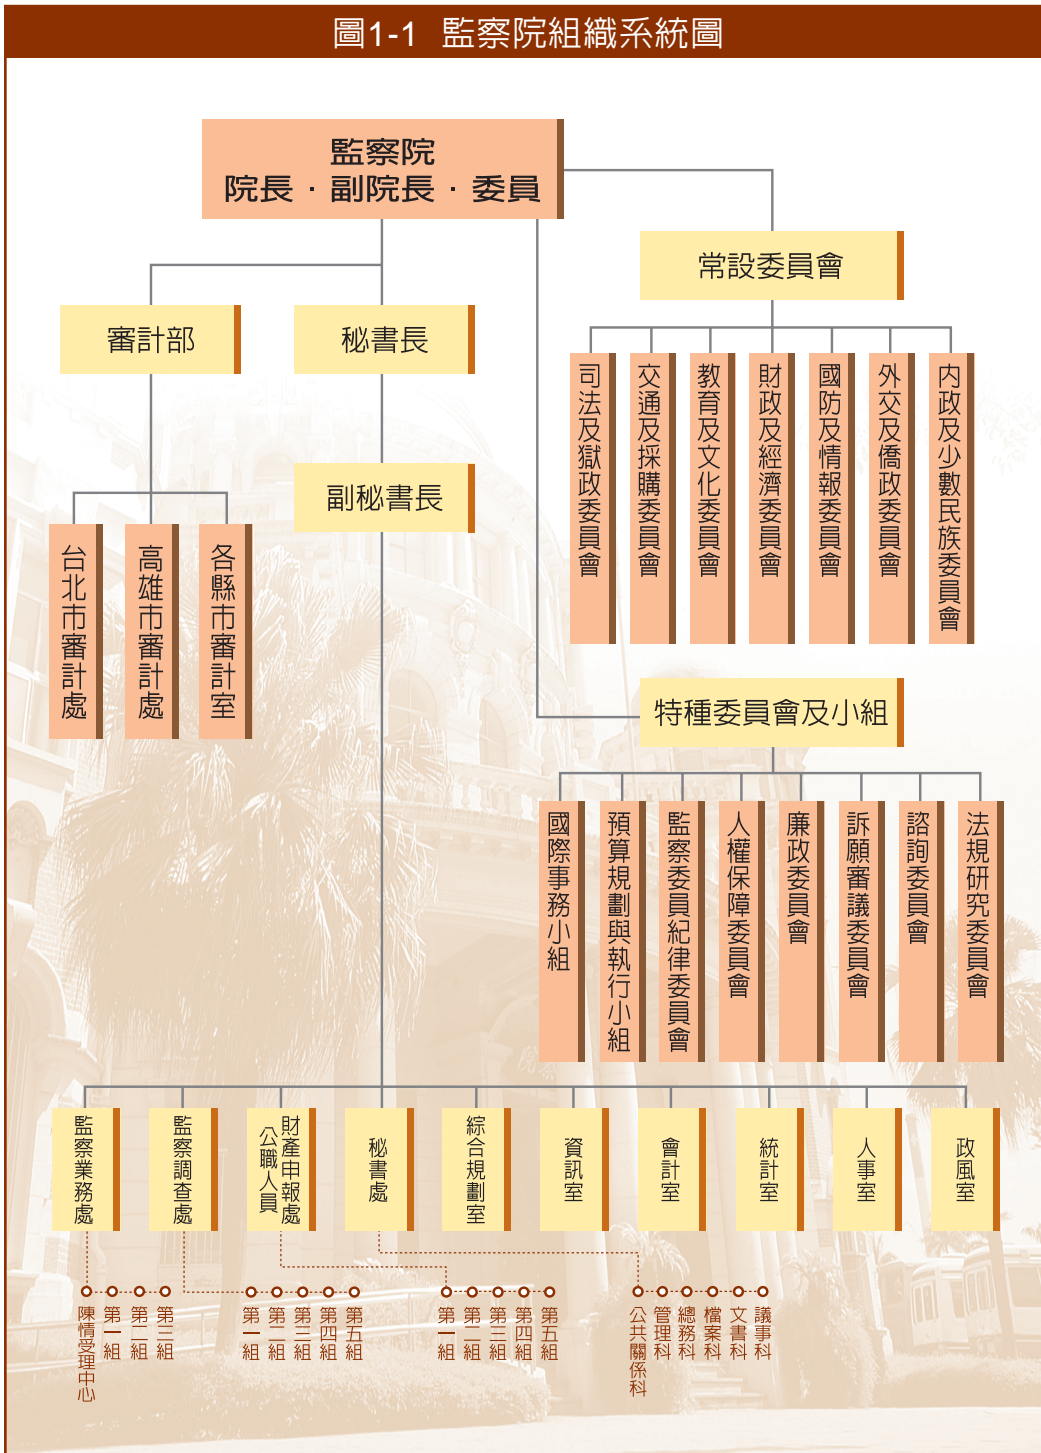 圖1-1 監察院組織系統圖
監察院
院長．副院長．委員
常設委員會
審計部
秘書長
司法及獄政委員會
交通及採購委員會
教育及文化委員會
財政及經濟委員會
國防及情報委員會
外交及僑政委員會
內政及少數民族委員會
副秘書長
台北市審計處
高雄市審計處
各縣市審計室
特種委員會及小組
國際事務小組
預算規劃與執行小組
監察委員紀律委員會
人權保障委員會
廉政委員會
訴願審議委員會
諮詢委員會
法規研究委員會
監察業務處
監察調查處
公職人員
財產申報處
秘書處
綜合規劃室
資訊室
會計室
統計室
人事室
政風室
陳情受理中心
第一組
第二組
第三組
第一組
第二組
第三組
第四組
第五組
第一組
第二組
第三組
第四組
第五組
公共關係科
管理科
總務科
檔案科
文書科
議事科